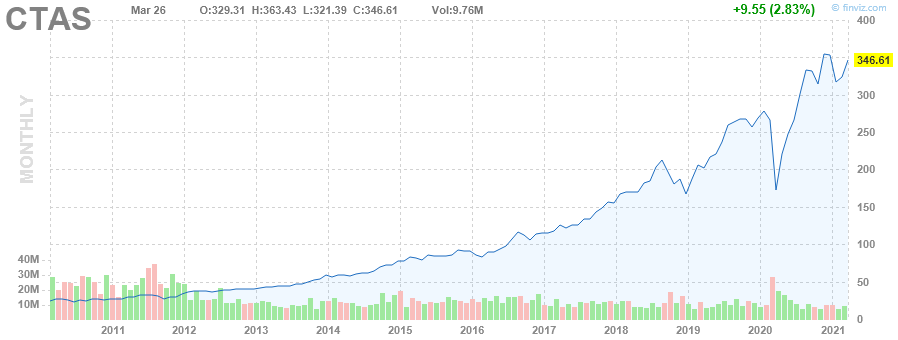 CTAS Mar 26 O:329.31 H:363.43 L:321.39 C:346.61 Vol:9.76M +9.55 (2.83%) © finviz.com
MONTHLY
400
346.61
300
250
200
150
100
50
0
40M
30M
20M
10M
2011 2012 2013 2014 2015 2016 2017 2018 2019 2020 2021